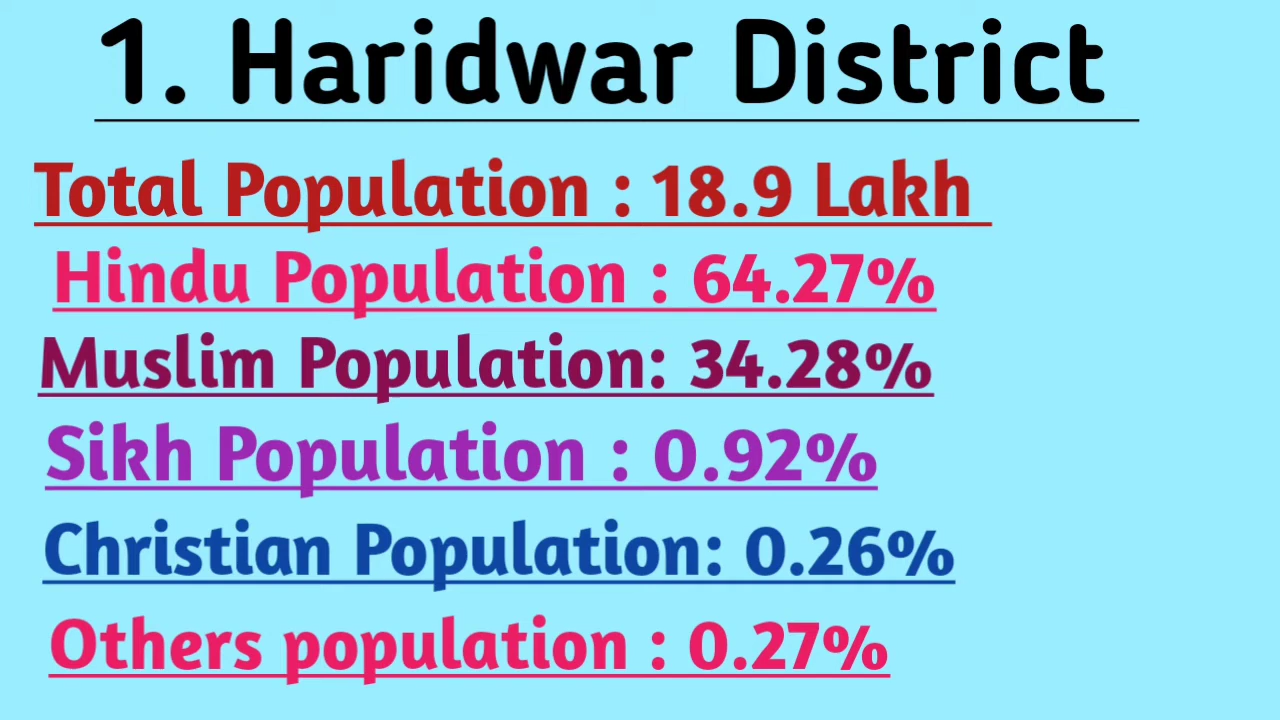 1. Haridwar District
Total Population : 18.9 Lakh
Hindu Population : 64.27%
Muslim Population: 34.28%
Sikh Population : 0.92%
Christian Population: 0.26%
Others population : 0.27%